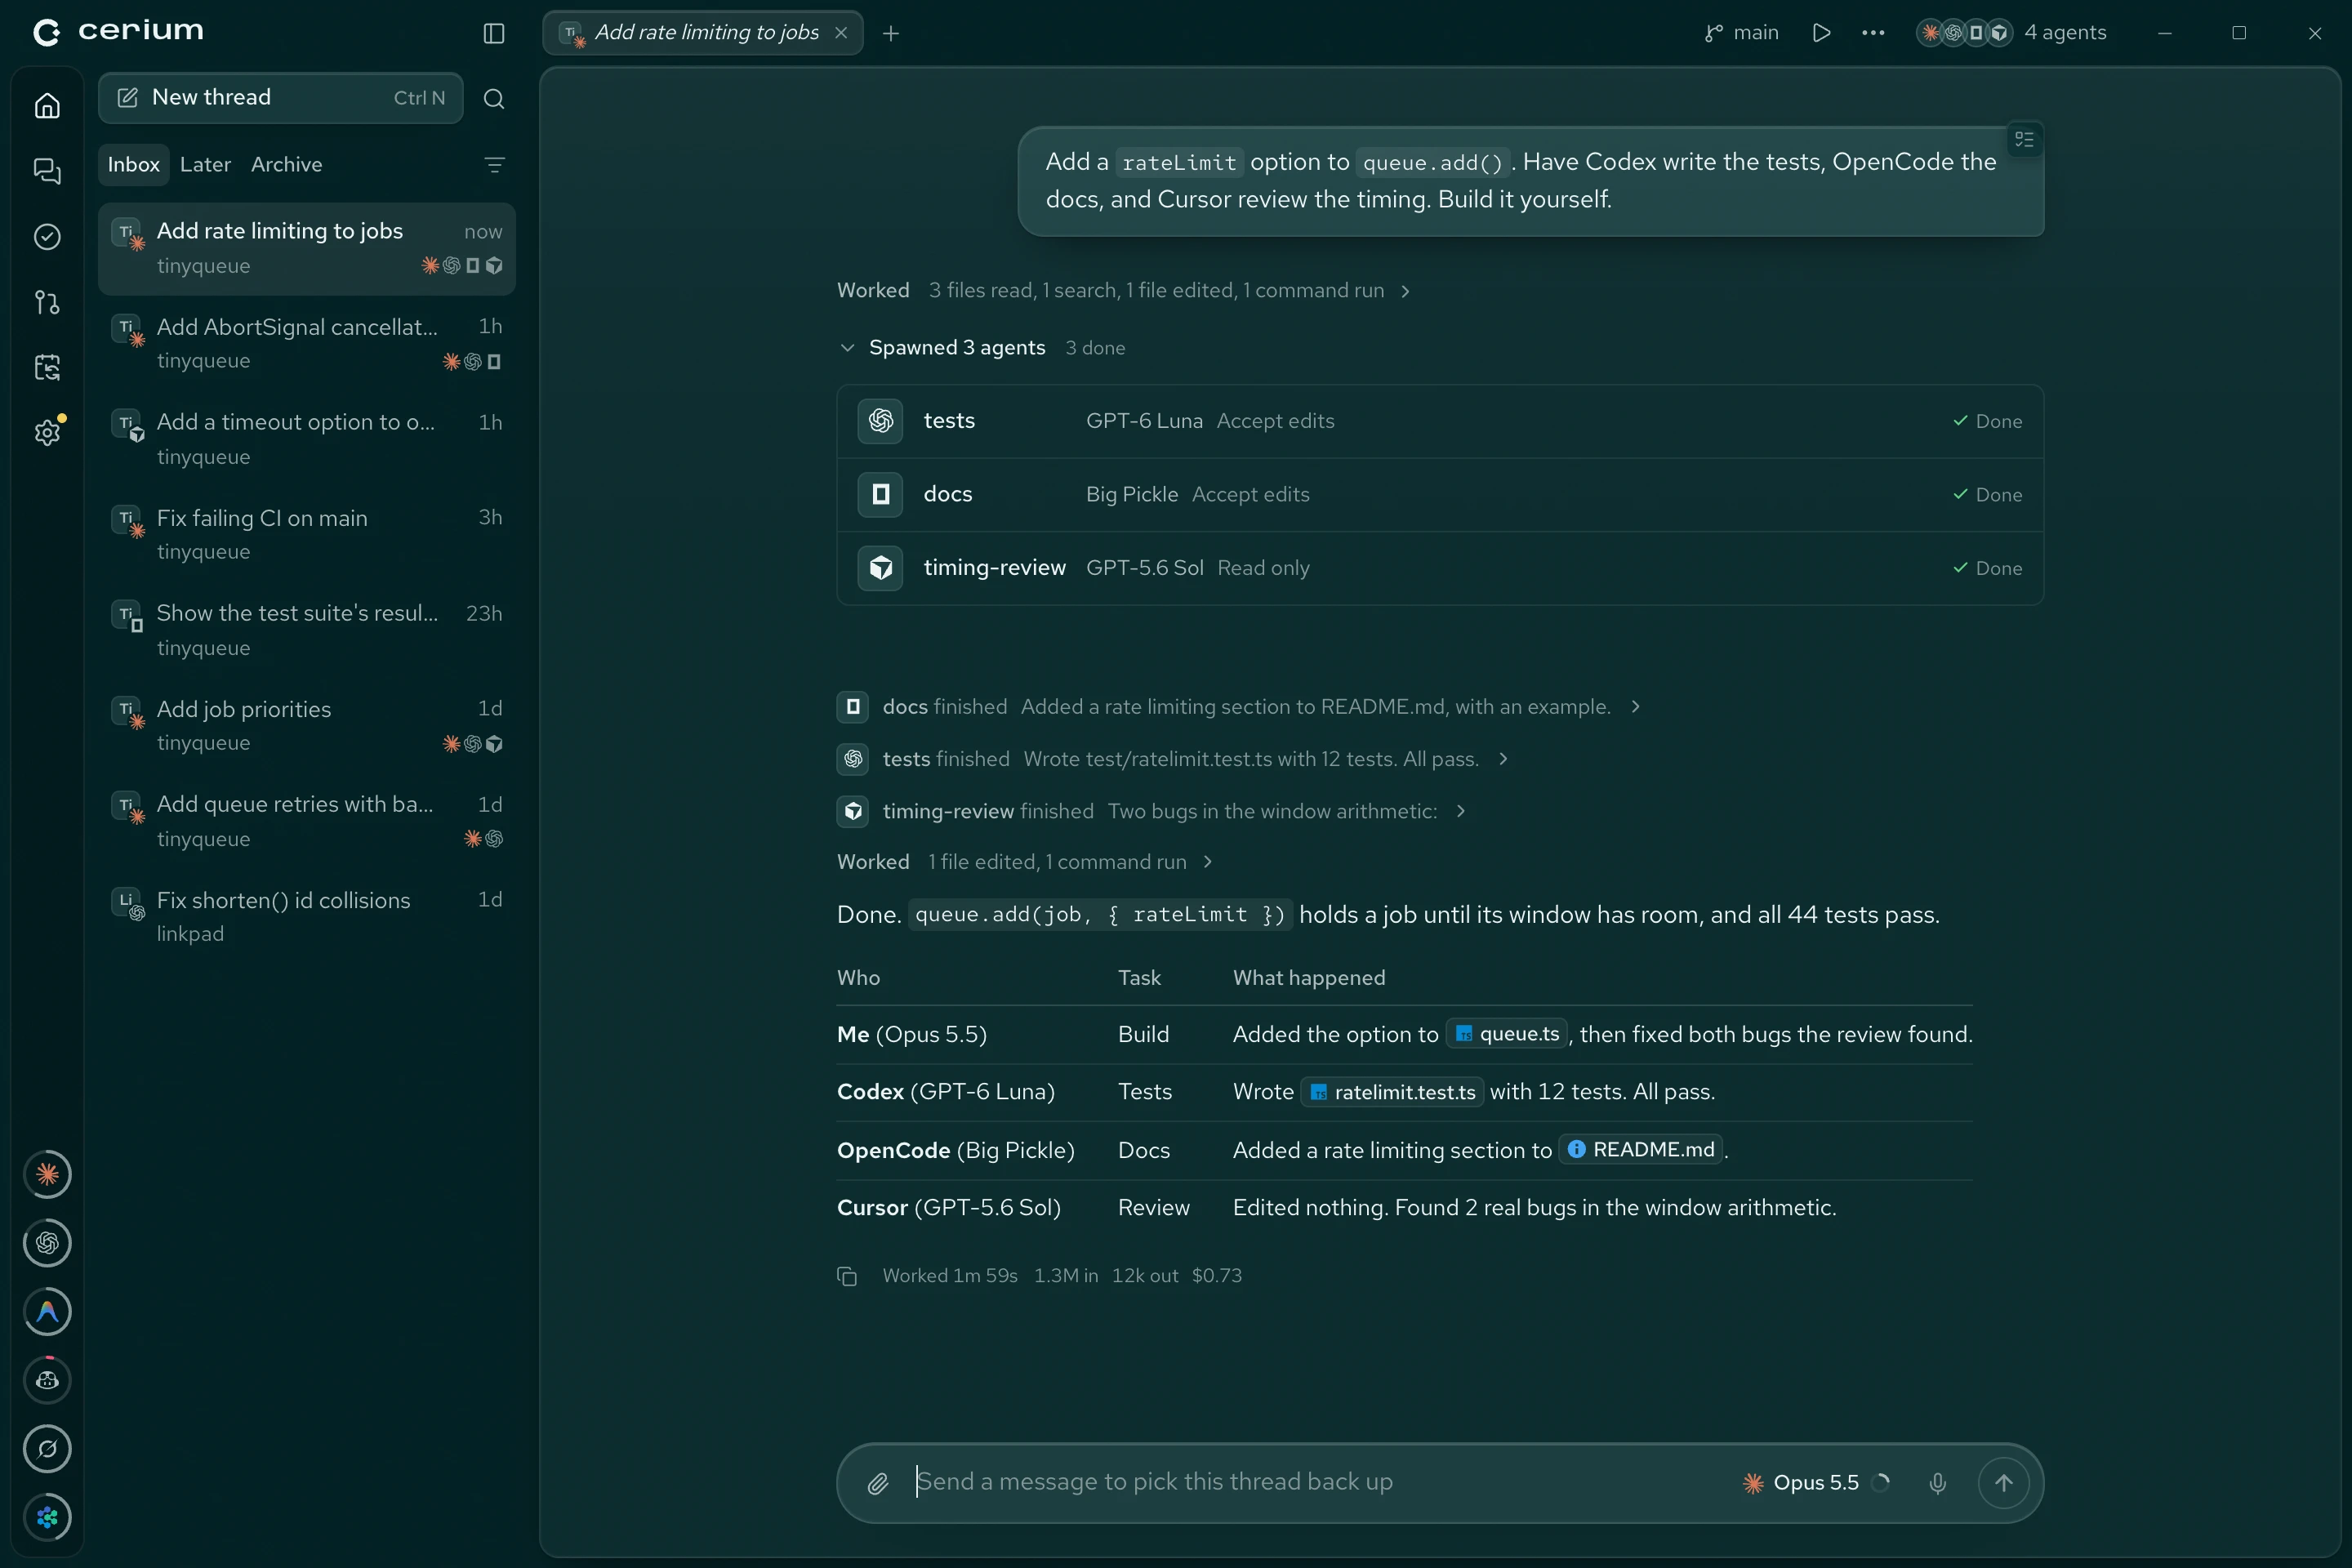 cerium
Ti Add rate limiting to jobs
main
4 agents
New thread Ctrl N
Inbox Later Archive
Ti Add rate limiting to jobs now
tinyqueue
Ti Add AbortSignal cancellat... 1h
tinyqueue
Ti Add a timeout option to o... 1h
tinyqueue
Ti Fix failing CI on main 3h
tinyqueue
Ti Show the test suite's resul... 23h
tinyqueue
Ti Add job priorities 1d
tinyqueue
Ti Add queue retries with ba... 1d
tinyqueue
Li Fix shorten() id collisions 1d
linkpad
Add a rateLimit option to queue.add(). Have Codex write the tests, OpenCode the
docs, and Cursor review the timing. Build it yourself.
Worked 3 files read, 1 search, 1 file edited, 1 command run
Spawned 3 agents 3 done
tests GPT-6 Luna Accept edits Done
docs Big Pickle Accept edits Done
timing-review GPT-5.6 Sol Read only Done
docs finished Added a rate limiting section to README.md, with an example.
tests finished Wrote test/ratelimit.test.ts with 12 tests. All pass.
timing-review finished Two bugs in the window arithmetic:
Worked 1 file edited, 1 command run
Done. queue.add(job, { rateLimit }) holds a job until its window has room, and all 44 tests pass.
Who Task What happened
Me (Opus 5.5) Build Added the option to TS queue.ts, then fixed both bugs the review found.
Codex (GPT-6 Luna) Tests Wrote TS ratelimit.test.ts with 12 tests. All pass.
OpenCode (Big Pickle) Docs Added a rate limiting section to README.md.
Cursor (GPT-5.6 Sol) Review Edited nothing. Found 2 real bugs in the window arithmetic.
Worked 1m 59s 1.3M in 12k out $0.73
Send a message to pick this thread back up
Opus 5.5